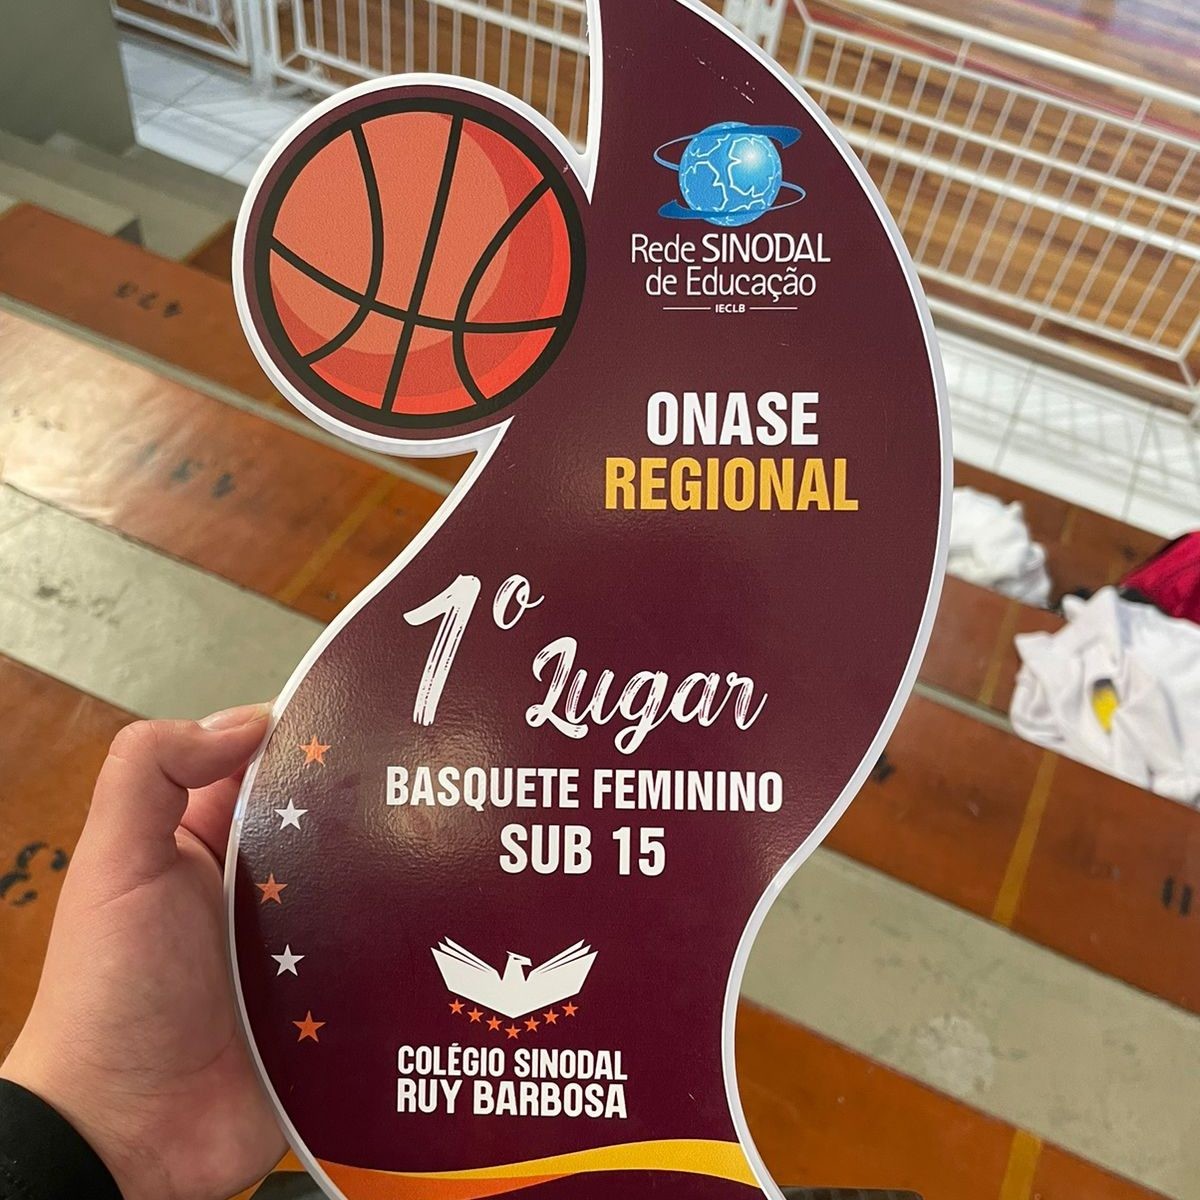 Rede SINODAL
de Educação
IECLB
ONASE
REGIONAL
1º Lugar
BASQUETE FEMININO
SUB 15
COLÉGIO SINODAL
RUY BARBOSA